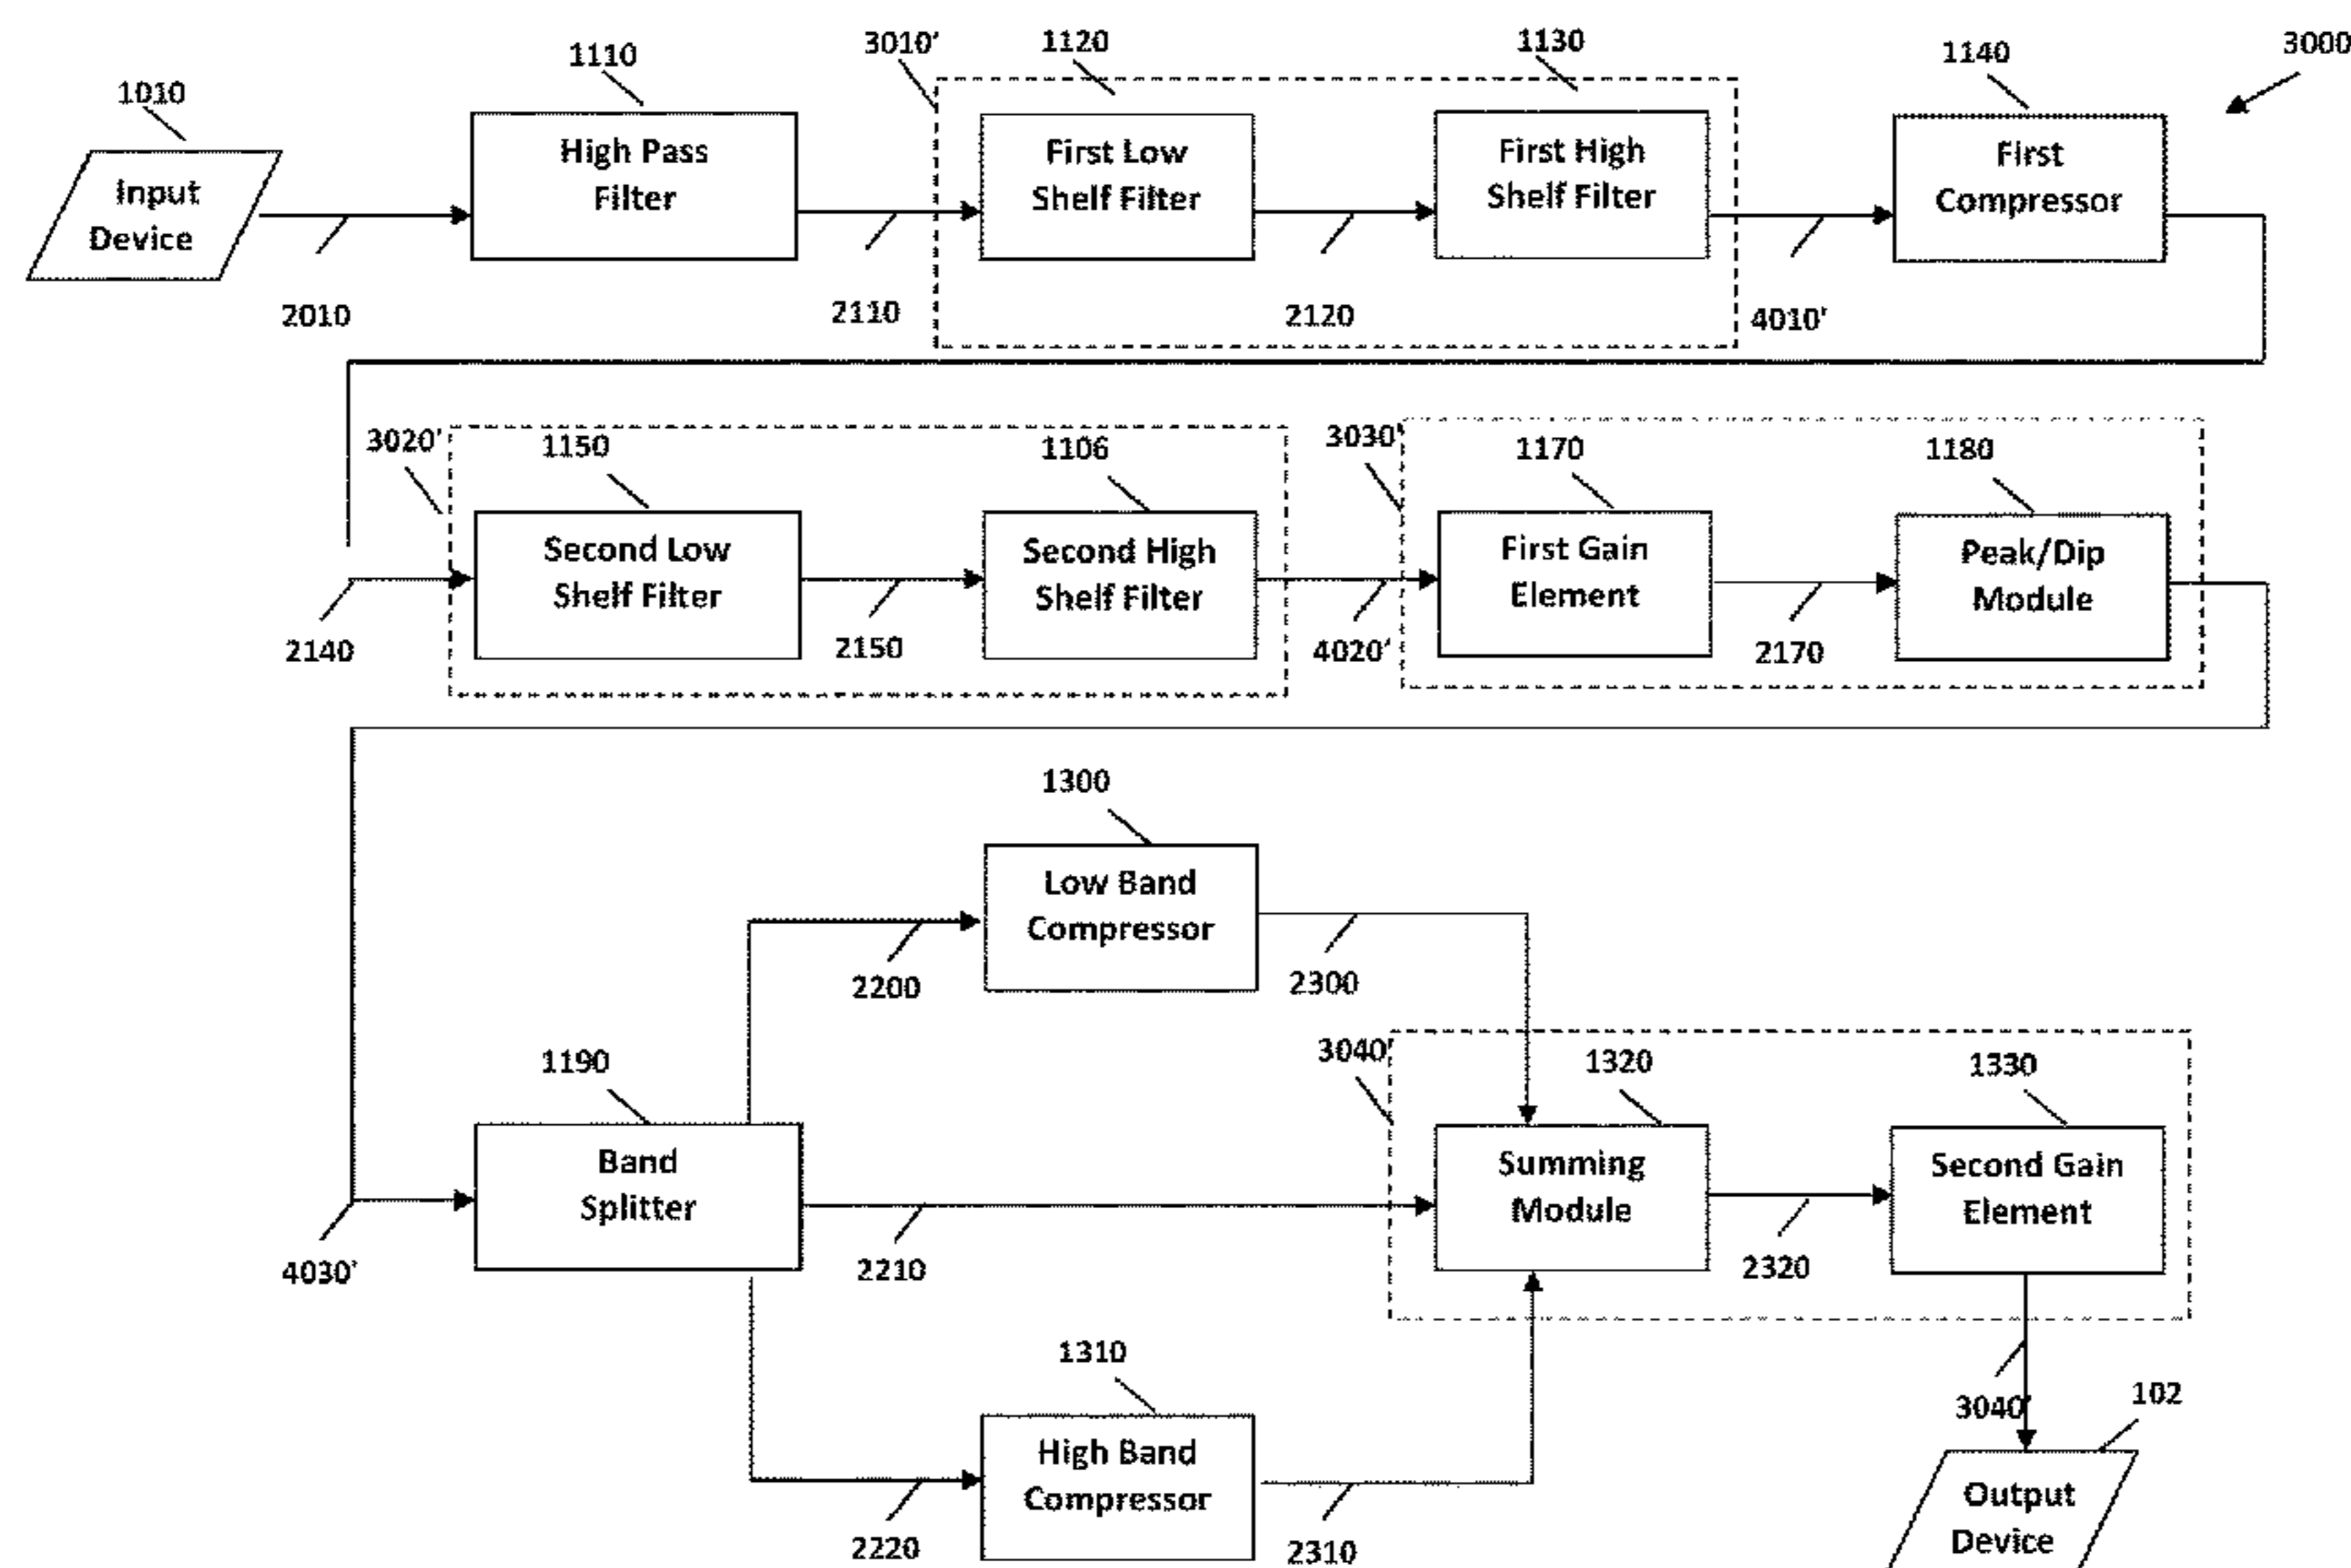 3010'
1120
1130
1140
3000
1110
1010
High Pass
Filter
First Low
Shelf Filter
First High
Shelf Filter
First
Compressor
Input
Device
2010
2110
2120
4010'
3020'
1150
1106
3030'
1170
1180
Second Low
Shelf Filter
Second High
Shelf Filter
First Gain
Element
Peak/Dip
Module
2140
2150
4020'
2170
1300
Low Band
Compressor
2200
2300
1190
3040'
1320
1330
Band
Splitter
Summing
Module
Second Gain
Element
4030'
2210
2320
1310
3040'
102
High Band
Compressor
Output
Device
2220
2310